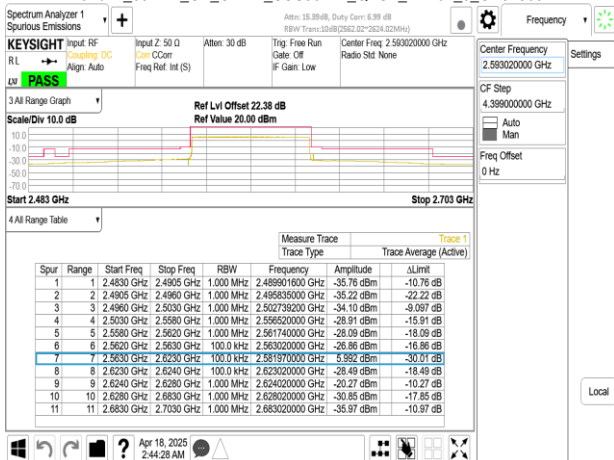 Spectrum Analyzer 1
Spurious Emissions
Attn: 15.39dB, Duty Corr: 6.99 dB
RBW Trans:10dB(2562.02~2624.02MHz)
Frequency
KEYSIGHT
RL
Input: RF
Coupling: DC
Align: Auto
Input Z: 50 Ω
Corr CCorr
Freq Ref: Int (S)
Atten: 30 dB
Trig: Free Run
Gate: Off
IF Gain: Low
Center Freq: 2.593020000 GHz
Radio Std: None
LXI PASS
Center Frequency
2.593020000 GHz
Settings
CF Step
4.399000000 GHz
Auto
Man
Freq Offset
0 Hz
3 All Range Graph
Scale/Div 10.0 dB
Ref Lvl Offset 22.38 dB
Ref Value 20.00 dBm
10.0
-10.0
-30.0
-50.0
-70.0
Start 2.483 GHz
Stop 2.703 GHz
4 All Range Table
Measure Trace Trace 1
Trace Type Trace Average (Active)
Spur Range Start Freq Stop Freq RBW Frequency Amplitude ΔLimit
1 1 2.4830 GHz 2.4905 GHz 1.000 MHz 2.489901600 GHz -35.76 dBm -10.76 dB
2 2 2.4905 GHz 2.4960 GHz 1.000 MHz 2.495835000 GHz -35.22 dBm -22.22 dB
3 3 2.4960 GHz 2.5030 GHz 1.000 MHz 2.502739200 GHz -34.10 dBm -9.097 dB
4 4 2.5030 GHz 2.5580 GHz 1.000 MHz 2.556520000 GHz -28.91 dBm -15.91 dB
5 5 2.5580 GHz 2.5620 GHz 1.000 MHz 2.561740000 GHz -28.09 dBm -18.09 dB
6 6 2.5620 GHz 2.5630 GHz 100.0 kHz 2.563020000 GHz -26.86 dBm -16.86 dB
7 7 2.5630 GHz 2.6230 GHz 100.0 kHz 2.581970000 GHz 5.992 dBm -30.01 dB
8 8 2.6230 GHz 2.6240 GHz 100.0 kHz 2.623020000 GHz -28.49 dBm -18.49 dB
9 9 2.6240 GHz 2.6280 GHz 1.000 MHz 2.624020000 GHz -20.27 dBm -10.27 dB
10 10 2.6280 GHz 2.6830 GHz 1.000 MHz 2.628020000 GHz -30.85 dBm -17.85 dB
11 11 2.6830 GHz 2.7030 GHz 1.000 MHz 2.683020000 GHz -35.97 dBm -10.97 dB
Local
Apr 18, 2025
2:44:28 AM